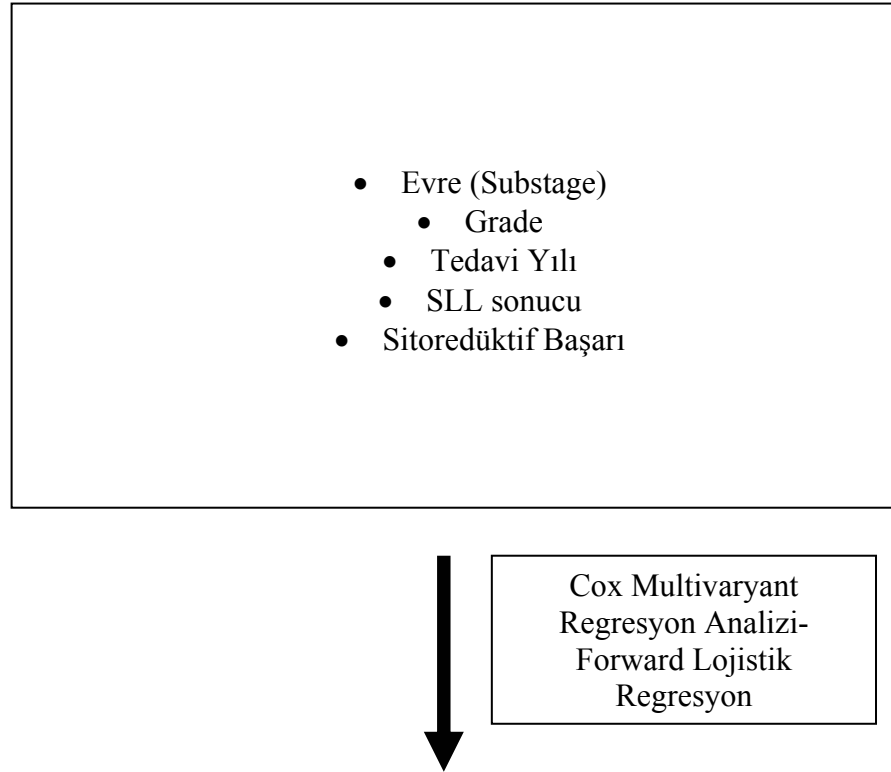 • Evre (Substage)
• Grade
• Tedavi Yılı
• SLL sonucu
• Sitoredüktif Başarı
Cox Multivaryant
Regresyon Analizi-
Forward Lojistik
Regresyon